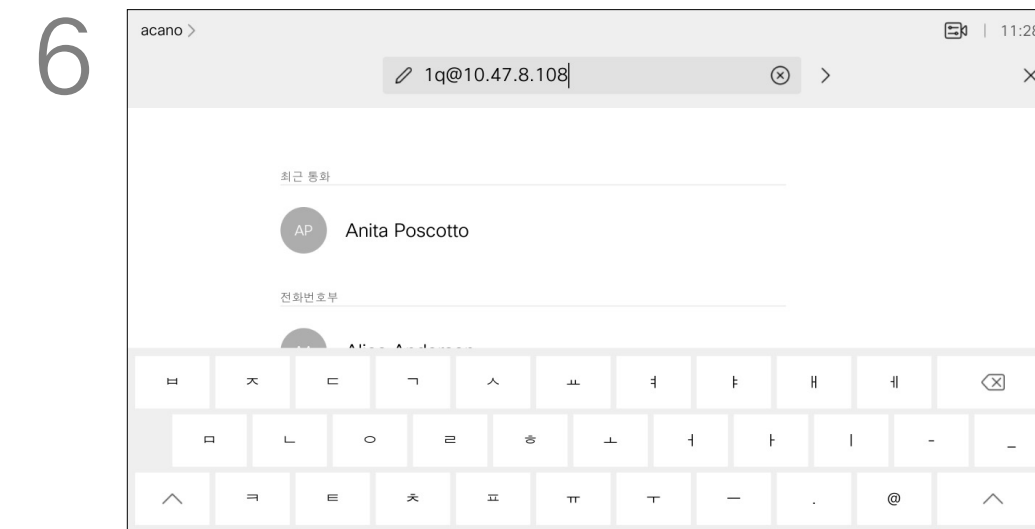 6
acano >
11:28
1q@10.47.8.108
최근 통화
AP Anita Poscotto
전화번호부
ㅂ ㅈ ㄷ ㄱ ㅅ ㅛ ㅕ ㅑ ㅐ ㅔ
ㅁ ㄴ ㅇ ㄹ ㅎ ㅗ ㅓ ㅏ ㅣ - _
ㅋ ㅌ ㅊ ㅍ ㅠ ㅜ ㅡ . @